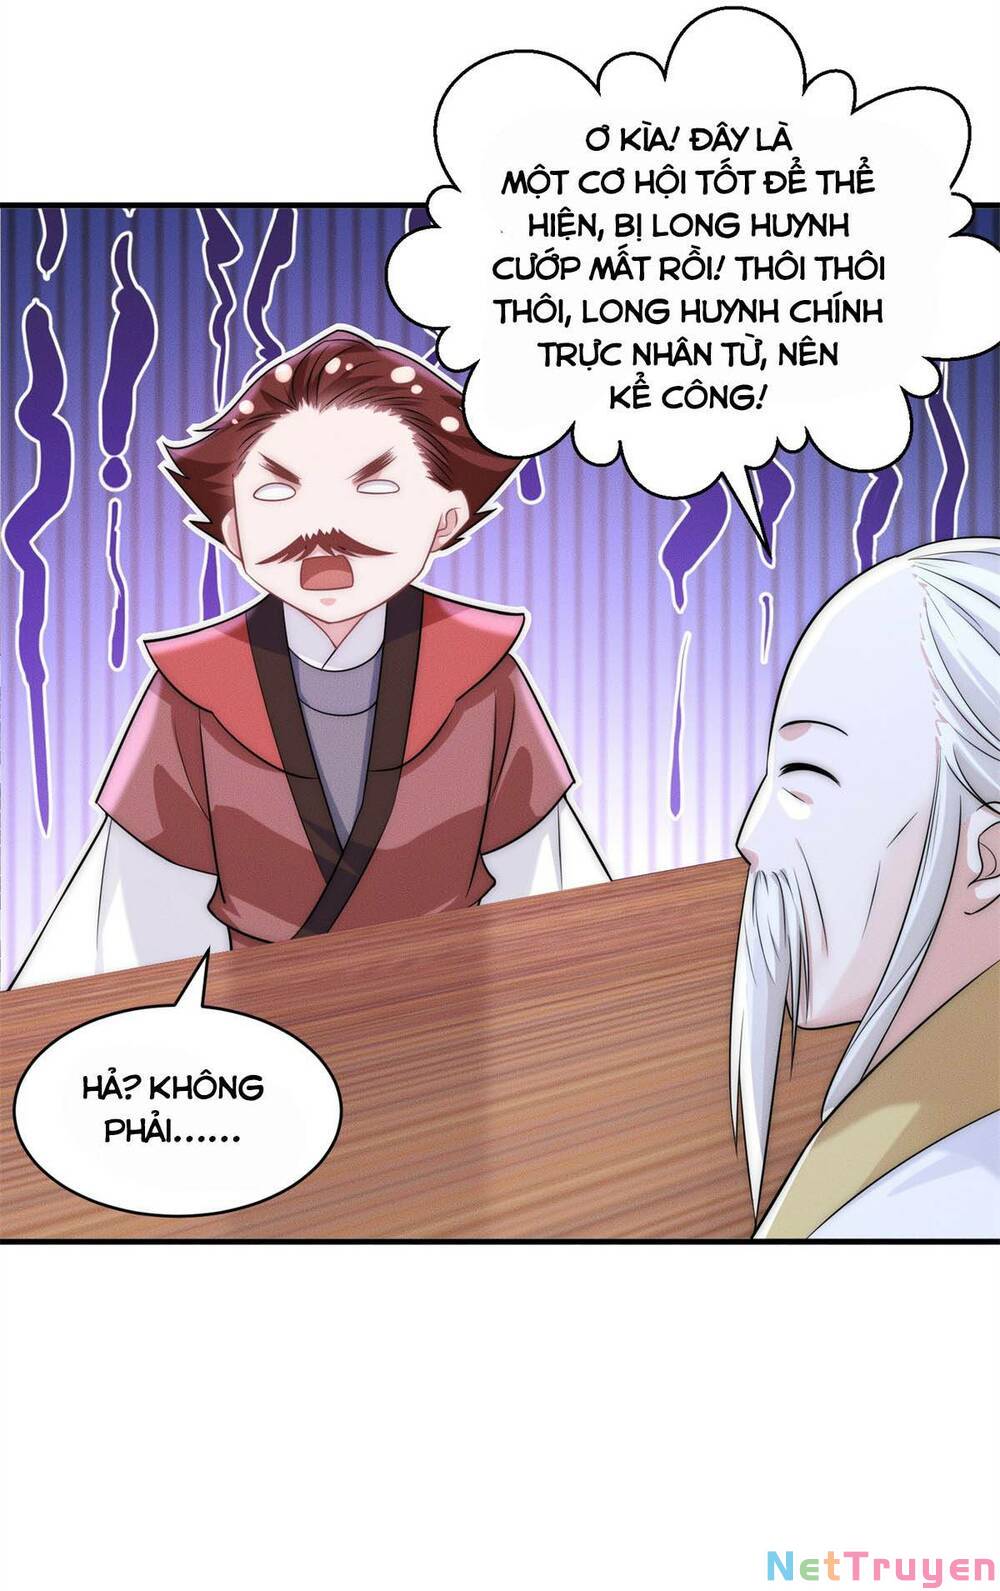 Ơ KÌA! ĐÂY LÀ
MỘT CƠ HỘI TỐT ĐỂ THỂ
HIỆN, BỊ LONG HUYNH
CƯỚP MẤT RỒI! THÔI THÔI
THÔI, LONG HUYNH CHÍNH
TRỰC NHÂN TỪ, NÊN
KỂ CÔNG!
HẢ? KHÔNG
PHẢI......
NetTruyen